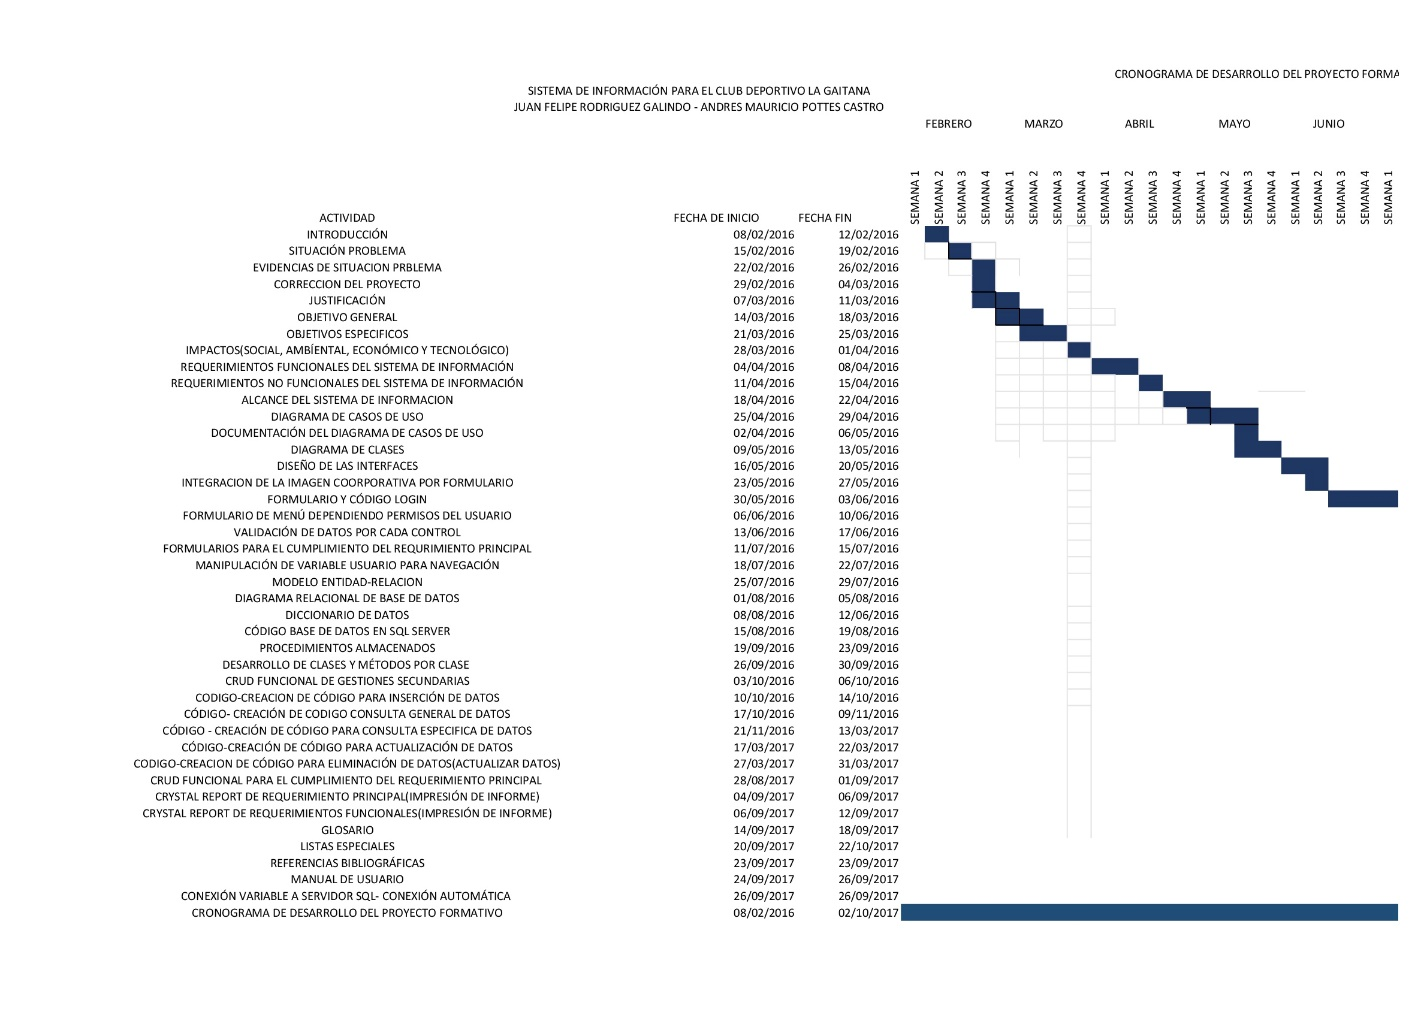 CRONOGRAMA DE DESARROLLO DEL PROYECTO FORMA
SISTEMA DE INFORMACIÓN PARA EL CLUB DEPORTIVO LA GAITANA
JUAN FELIPE RODRIGUEZ GALINDO - ANDRES MAURICIO POTTES CASTRO
FEBRERO MARZO ABRIL MAYO JUNIO
ACTIVIDAD FECHA DE INICIO FECHA FIN SEMANA 1 SEMANA 2 SEMANA 3 SEMANA 4 SEMANA 1 SEMANA 2 SEMANA 3 SEMANA 4 SEMANA 1 SEMANA 2 SEMANA 3 SEMANA 4 SEMANA 1 SEMANA 2 SEMANA 3 SEMANA 4 SEMANA 1 SEMANA 2 SEMANA 3 SEMANA 4 SEMANA 1
INTRODUCCIÓN 08/02/2016 12/02/2016
SITUACIÓN PROBLEMA 15/02/2016 19/02/2016
EVIDENCIAS DE SITUACION PRBLEMA 22/02/2016 26/02/2016
CORRECCION DEL PROYECTO 29/02/2016 04/03/2016
JUSTIFICACIÓN 07/03/2016 11/03/2016
OBJETIVO GENERAL 14/03/2016 18/03/2016
OBJETIVOS ESPECIFICOS 21/03/2016 25/03/2016
IMPACTOS(SOCIAL, AMBÍENTAL, ECONÓMICO Y TECNOLÓGICO) 28/03/2016 01/04/2016
REQUERIMIENTOS FUNCIONALES DEL SISTEMA DE INFORMACIÓN 04/04/2016 08/04/2016
REQUERIMIENTOS NO FUNCIONALES DEL SISTEMA DE INFORMACIÓN 11/04/2016 15/04/2016
ALCANCE DEL SISTEMA DE INFORMACION 18/04/2016 22/04/2016
DIAGRAMA DE CASOS DE USO 25/04/2016 29/04/2016
DOCUMENTACIÓN DEL DIAGRAMA DE CASOS DE USO 02/04/2016 06/05/2016
DIAGRAMA DE CLASES 09/05/2016 13/05/2016
DISEÑO DE LAS INTERFACES 16/05/2016 20/05/2016
INTEGRACION DE LA IMAGEN COORPORATIVA POR FORMULARIO 23/05/2016 27/05/2016
FORMULARIO Y CÓDIGO LOGIN 30/05/2016 03/06/2016
FORMULARIO DE MENÚ DEPENDIENDO PERMISOS DEL USUARIO 06/06/2016 10/06/2016
VALIDACIÓN DE DATOS POR CADA CONTROL 13/06/2016 17/06/2016
FORMULARIOS PARA EL CUMPLIMIENTO DEL REQURIMIENTO PRINCIPAL 11/07/2016 15/07/2016
MANIPULACIÓN DE VARIABLE USUARIO PARA NAVEGACIÓN 18/07/2016 22/07/2016
MODELO ENTIDAD-RELACION 25/07/2016 29/07/2016
DIAGRAMA RELACIONAL DE BASE DE DATOS 01/08/2016 05/08/2016
DICCIONARIO DE DATOS 08/08/2016 12/06/2016
CÓDIGO BASE DE DATOS EN SQL SERVER 15/08/2016 19/08/2016
PROCEDIMIENTOS ALMACENADOS 19/09/2016 23/09/2016
DESARROLLO DE CLASES Y MÉTODOS POR CLASE 26/09/2016 30/09/2016
CRUD FUNCIONAL DE GESTIONES SECUNDARIAS 03/10/2016 06/10/2016
CODIGO-CREACION DE CÓDIGO PARA INSERCIÓN DE DATOS 10/10/2016 14/10/2016
CÓDIGO- CREACIÓN DE CODIGO CONSULTA GENERAL DE DATOS 17/10/2016 09/11/2016
CÓDIGO - CREACIÓN DE CÓDIGO PARA CONSULTA ESPECIFICA DE DATOS 21/11/2016 13/03/2017
CÓDIGO-CREACIÓN DE CÓDIGO PARA ACTUALIZACIÓN DE DATOS 17/03/2017 22/03/2017
CODIGO-CREACION DE CÓDIGO PARA ELIMINACIÓN DE DATOS(ACTUALIZAR DATOS) 27/03/2017 31/03/2017
CRUD FUNCIONAL PARA EL CUMPLIMIENTO DEL REQUERIMIENTO PRINCIPAL 28/08/2017 01/09/2017
CRYSTAL REPORT DE REQUERIMIENTO PRINCIPAL(IMPRESIÓN DE INFORME) 04/09/2017 06/09/2017
CRYSTAL REPORT DE REQUERIMIENTOS FUNCIONALES(IMPRESIÓN DE INFORME) 06/09/2017 12/09/2017
GLOSARIO 14/09/2017 18/09/2017
LISTAS ESPECIALES 20/09/2017 22/10/2017
REFERENCIAS BIBLIOGRÁFICAS 23/09/2017 23/09/2017
MANUAL DE USUARIO 24/09/2017 26/09/2017
CONEXIÓN VARIABLE A SERVIDOR SQL- CONEXIÓN AUTOMÁTICA 26/09/2017 26/09/2017
CRONOGRAMA DE DESARROLLO DEL PROYECTO FORMATIVO 08/02/2016 02/10/2017